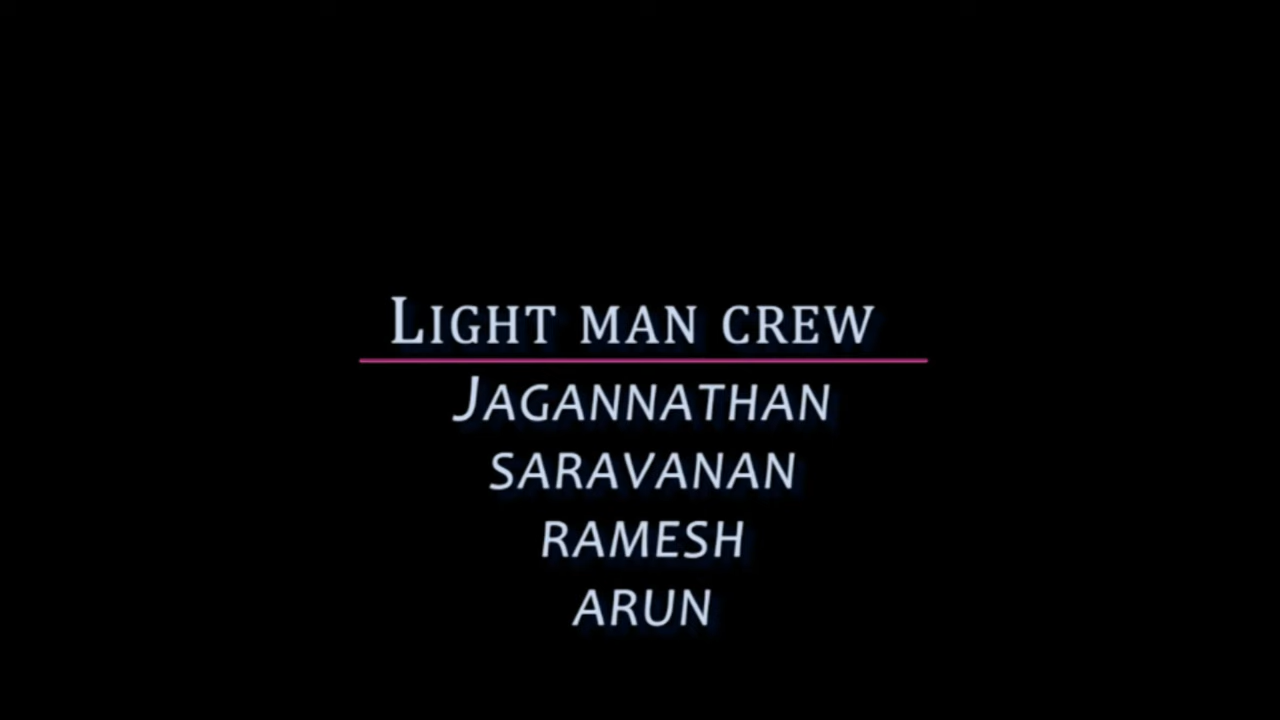 LIGHT MAN CREW
JAGANNATHAN
SARAVANAN
RAMESH
ARUN